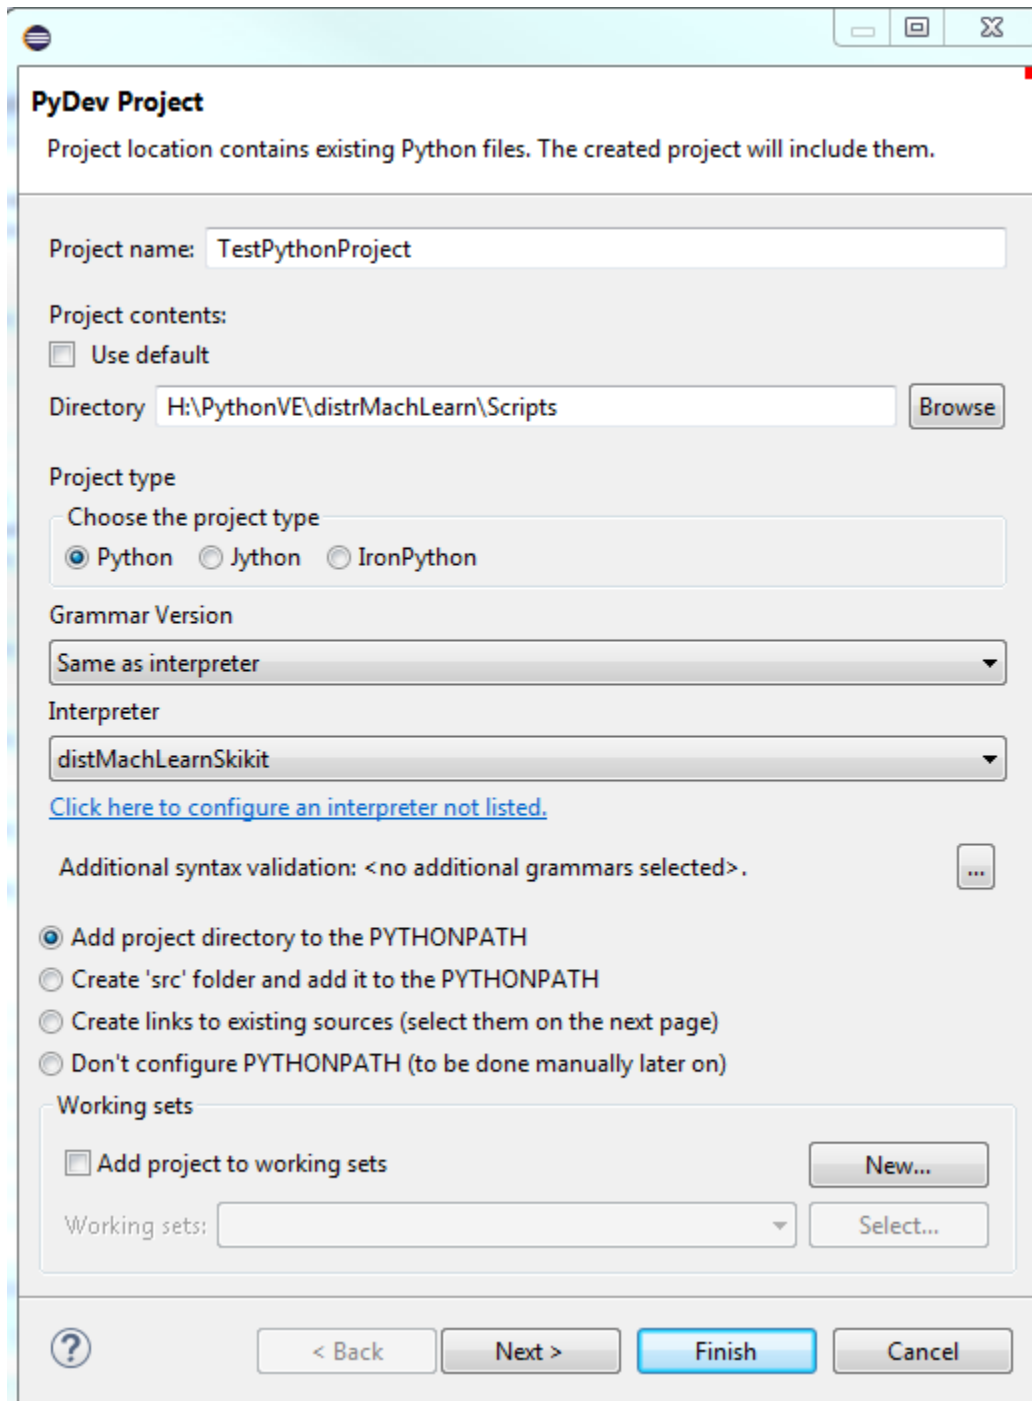 PyDev Project
Project location contains existing Python files. The created project will include them.
Project name: TestPythonProject
Project contents:
Use default
Directory H:\PythonVE\distrMachLearn\Scripts Browse
Project type
Choose the project type
Python Jython IronPython
Grammar Version
Same as interpreter
Interpreter
distMachLearnSkikit
Click here to configure an interpreter not listed.
Additional syntax validation: <no additional grammars selected>. ...
Add project directory to the PYTHONPATH
Create 'src' folder and add it to the PYTHONPATH
Create links to existing sources (select them on the next page)
Don't configure PYTHONPATH (to be done manually later on)
Working sets
Add project to working sets New...
Working sets: Select...
? < Back Next > Finish Cancel